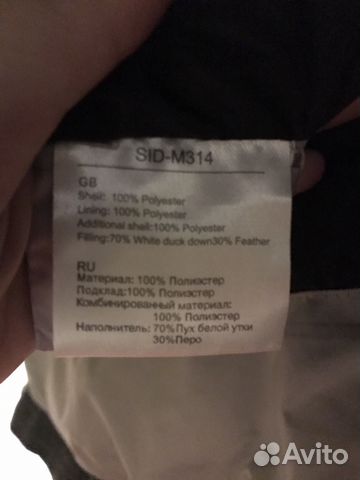 SID-M314
GB
Shell: 100% Polyester
Lining: 100% Polyester
Additional shell:100% Polyester
Filling:70% White duck down30% Feather
RU
Материал: 100% Полиэстер
Подклад:100% Полиэстер
Комбинированный материал:
100% Полиэстер
Наполнитель: 70%Пух белой утки
30%Перо
Avito